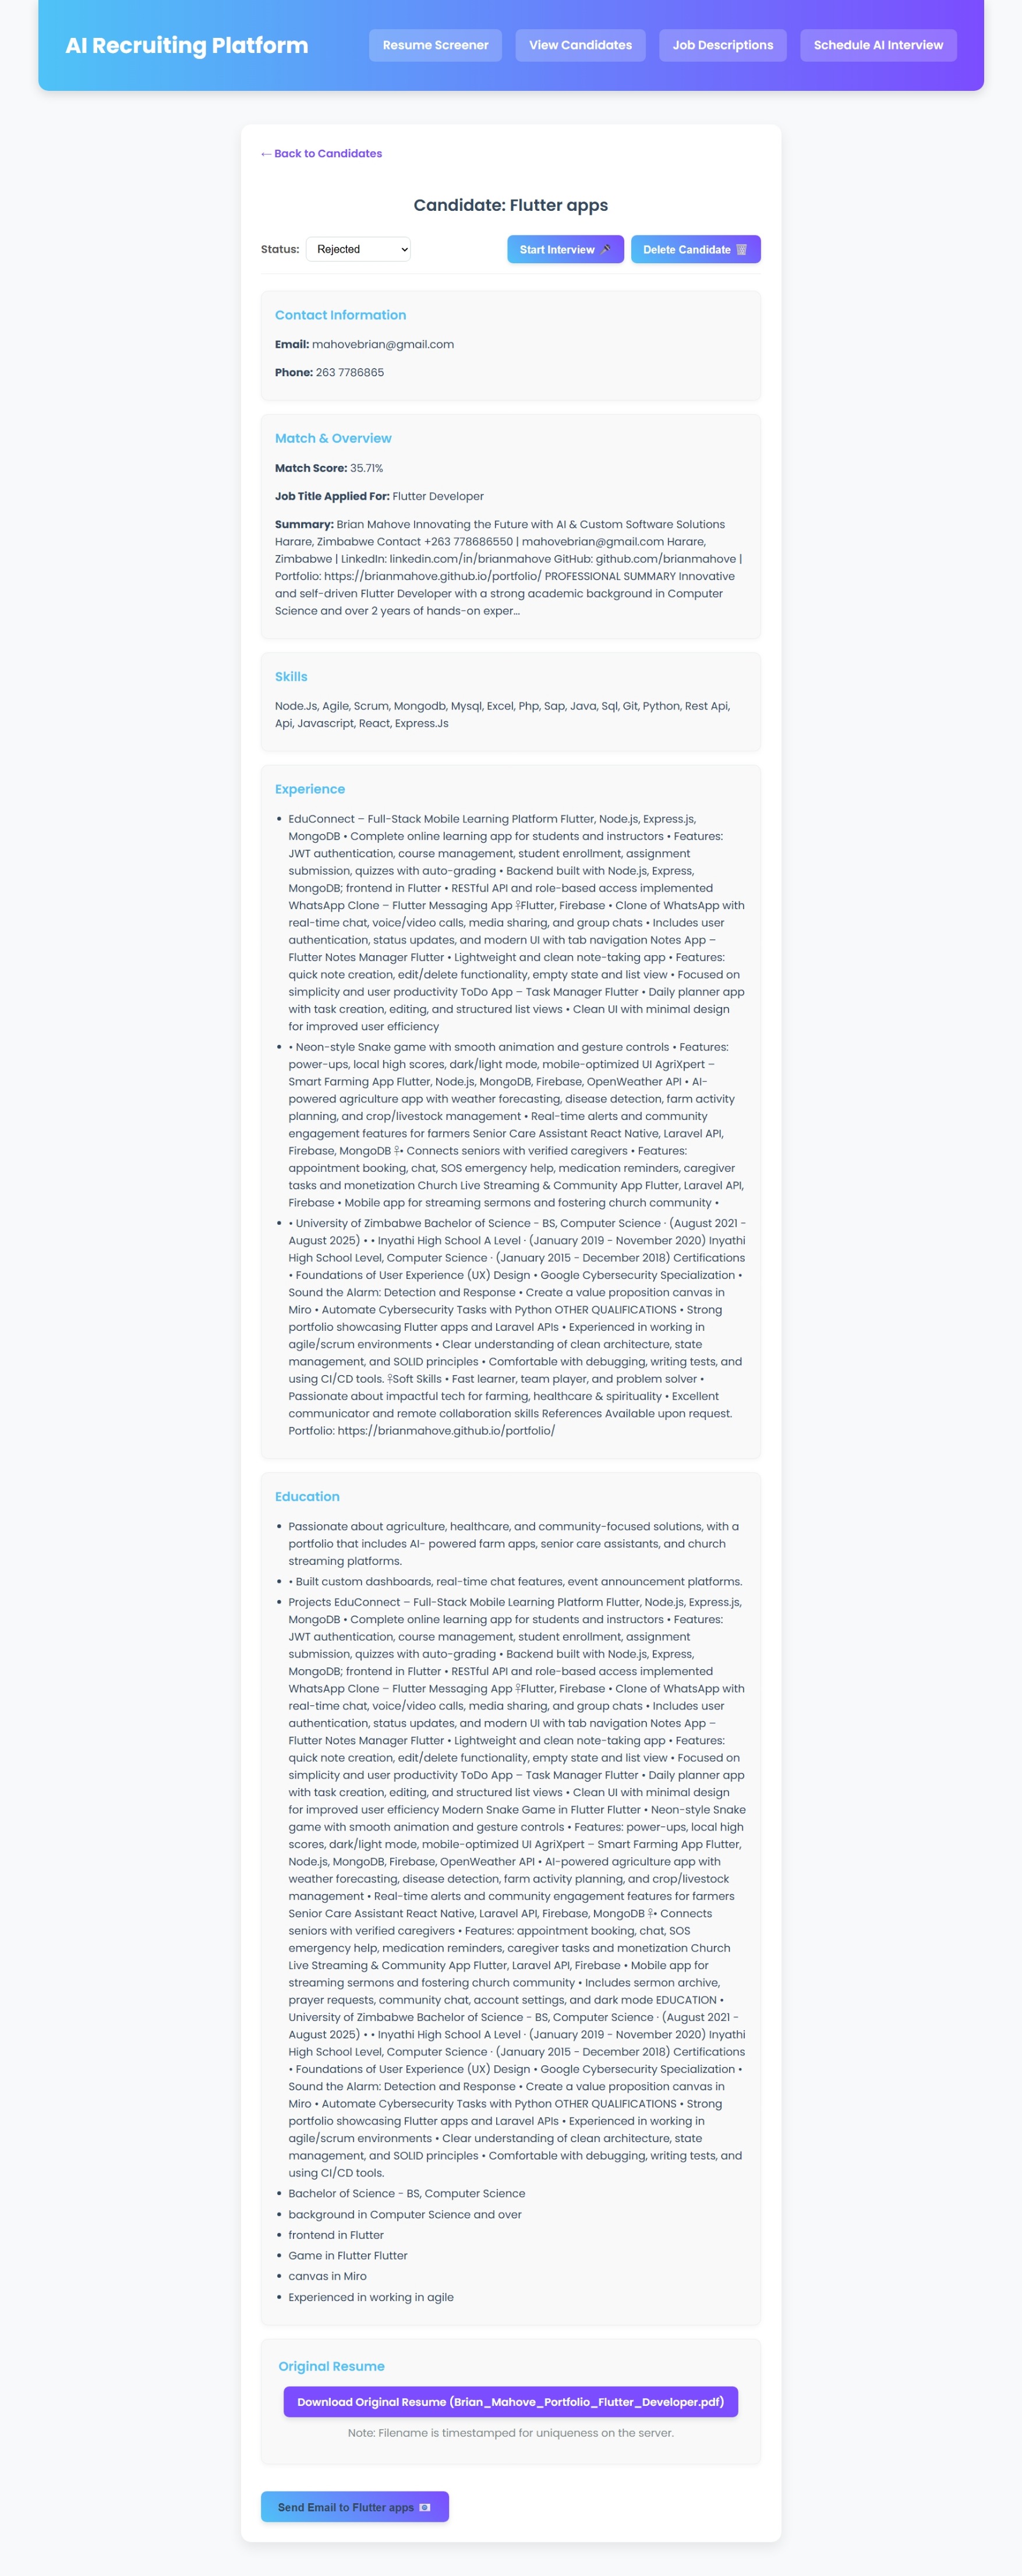 AI Recruiting Platform
Resume Screener
View Candidates
Job Descriptions
Schedule AI Interview
← Back to Candidates
Candidate: Flutter apps
Status: Rejected
Start Interview 🎤
Delete Candidate 🗑️
Contact Information
Email: mahovebrian@gmail.com
Phone: 263 7786865
Match & Overview
Match Score: 35.71%
Job Title Applied For: Flutter Developer
Summary: Brian Mahove Innovating the Future with AI & Custom Software Solutions
Harare, Zimbabwe Contact +263 778686550 | mahovebrian@gmail.com Harare,
Zimbabwe | LinkedIn: linkedin.com/in/brianmahove GitHub: github.com/brianmahove |
Portfolio: https://brianmahove.github.io/portfolio/ PROFESSIONAL SUMMARY Innovative
and self-driven Flutter Developer with a strong academic background in Computer
Science and over 2 years of hands-on exper...
Skills
Node.Js, Agile, Scrum, Mongodb, Mysql, Excel, Php, Sap, Java, Sql, Git, Python, Rest Api,
Api, Javascript, React, Express.Js
Experience
• EduConnect – Full-Stack Mobile Learning Platform Flutter, Node.js, Express.js,
MongoDB • Complete online learning app for students and instructors • Features:
JWT authentication, course management, student enrollment, assignment
submission, quizzes with auto-grading • Backend built with Node.js, Express,
MongoDB; frontend in Flutter • RESTful API and role-based access implemented
WhatsApp Clone – Flutter Messaging App Flutter, Firebase • Clone of WhatsApp with
real-time chat, voice/video calls, media sharing, and group chats • Includes user
authentication, status updates, and modern UI with tab navigation Notes App –
Flutter Notes Manager Flutter • Lightweight and clean note-taking app • Features:
quick note creation, edit/delete functionality, empty state and list view • Focused on
simplicity and user productivity ToDo App – Task Manager Flutter • Daily planner app
with task creation, editing, and structured list views • Clean UI with minimal design
for improved user efficiency
• • Neon-style Snake game with smooth animation and gesture controls • Features:
power-ups, local high scores, dark/light mode, mobile-optimized UI AgriXpert –
Smart Farming App Flutter, Node.js, MongoDB, Firebase, OpenWeather API • AI-
powered agriculture app with weather forecasting, disease detection, farm activity
planning, and crop/livestock management • Real-time alerts and community
engagement features for farmers Senior Care Assistant React Native, Laravel API,
Firebase, MongoDB • Connects seniors with verified caregivers • Features:
appointment booking, chat, SOS emergency help, medication reminders, caregiver
tasks and monetization Church Live Streaming & Community App Flutter, Laravel API,
Firebase • Mobile app for streaming sermons and fostering church community •
• • University of Zimbabwe Bachelor of Science - BS, Computer Science · (August 2021 -
August 2025) • • Inyathi High School A Level · (January 2019 - November 2020) Inyathi
High School Level, Computer Science · (January 2015 - December 2018) Certifications
• Foundations of User Experience (UX) Design • Google Cybersecurity Specialization •
Sound the Alarm: Detection and Response • Create a value proposition canvas in
Miro • Automate Cybersecurity Tasks with Python OTHER QUALIFICATIONS • Strong
portfolio showcasing Flutter apps and Laravel APIs • Experienced in working in
agile/scrum environments • Clear understanding of clean architecture, state
management, and SOLID principles • Comfortable with debugging, writing tests, and
using CI/CD tools. Soft Skills • Fast learner, team player, and problem solver •
Passionate about impactful tech for farming, healthcare & spirituality • Excellent
communicator and remote collaboration skills References Available upon request.
Portfolio: https://brianmahove.github.io/portfolio/
Education
• Passionate about agriculture, healthcare, and community-focused solutions, with a
portfolio that includes AI- powered farm apps, senior care assistants, and church
streaming platforms.
• • Built custom dashboards, real-time chat features, event announcement platforms.
• Projects EduConnect – Full-Stack Mobile Learning Platform Flutter, Node.js, Express.js,
MongoDB • Complete online learning app for students and instructors • Features:
JWT authentication, course management, student enrollment, assignment
submission, quizzes with auto-grading • Backend built with Node.js, Express,
MongoDB; frontend in Flutter • RESTful API and role-based access implemented
WhatsApp Clone – Flutter Messaging App Flutter, Firebase • Clone of WhatsApp with
real-time chat, voice/video calls, media sharing, and group chats • Includes user
authentication, status updates, and modern UI with tab navigation Notes App –
Flutter Notes Manager Flutter • Lightweight and clean note-taking app • Features:
quick note creation, edit/delete functionality, empty state and list view • Focused on
simplicity and user productivity ToDo App – Task Manager Flutter • Daily planner app
with task creation, editing, and structured list views • Clean UI with minimal design
for improved user efficiency Modern Snake Game in Flutter Flutter • Neon-style Snake
game with smooth animation and gesture controls • Features: power-ups, local high
scores, dark/light mode, mobile-optimized UI AgriXpert – Smart Farming App Flutter,
Node.js, MongoDB, Firebase, OpenWeather API • AI-powered agriculture app with
weather forecasting, disease detection, farm activity planning, and crop/livestock
management • Real-time alerts and community engagement features for farmers
Senior Care Assistant React Native, Laravel API, Firebase, MongoDB • Connects
seniors with verified caregivers • Features: appointment booking, chat, SOS
emergency help, medication reminders, caregiver tasks and monetization Church
Live Streaming & Community App Flutter, Laravel API, Firebase • Mobile app for
streaming sermons and fostering church community • Includes sermon archive,
prayer requests, community chat, account settings, and dark mode EDUCATION •
University of Zimbabwe Bachelor of Science - BS, Computer Science · (August 2021 -
August 2025) • • Inyathi High School A Level · (January 2019 - November 2020) Inyathi
High School Level, Computer Science · (January 2015 - December 2018) Certifications
• Foundations of User Experience (UX) Design • Google Cybersecurity Specialization •
Sound the Alarm: Detection and Response • Create a value proposition canvas in
Miro • Automate Cybersecurity Tasks with Python OTHER QUALIFICATIONS • Strong
portfolio showcasing Flutter apps and Laravel APIs • Experienced in working in
agile/scrum environments • Clear understanding of clean architecture, state
management, and SOLID principles • Comfortable with debugging, writing tests, and
using CI/CD tools.
• Bachelor of Science - BS, Computer Science
• background in Computer Science and over
• frontend in Flutter
• Game in Flutter Flutter
• canvas in Miro
• Experienced in working in agile
Original Resume
Download Original Resume (Brian_Mahove_Portfolio_Flutter_Developer.pdf)
Note: Filename is timestamped for uniqueness on the server.
Send Email to Flutter apps 📧